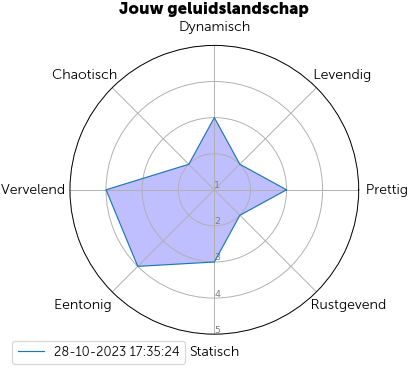 Jouw geluidslandschap
Dynamisch
Chaotisch
Levendig
Vervelend
1
Prettig
2
3
4
Eentonig
Rustgevend
5
28-10-2023 17:35:24
Statisch